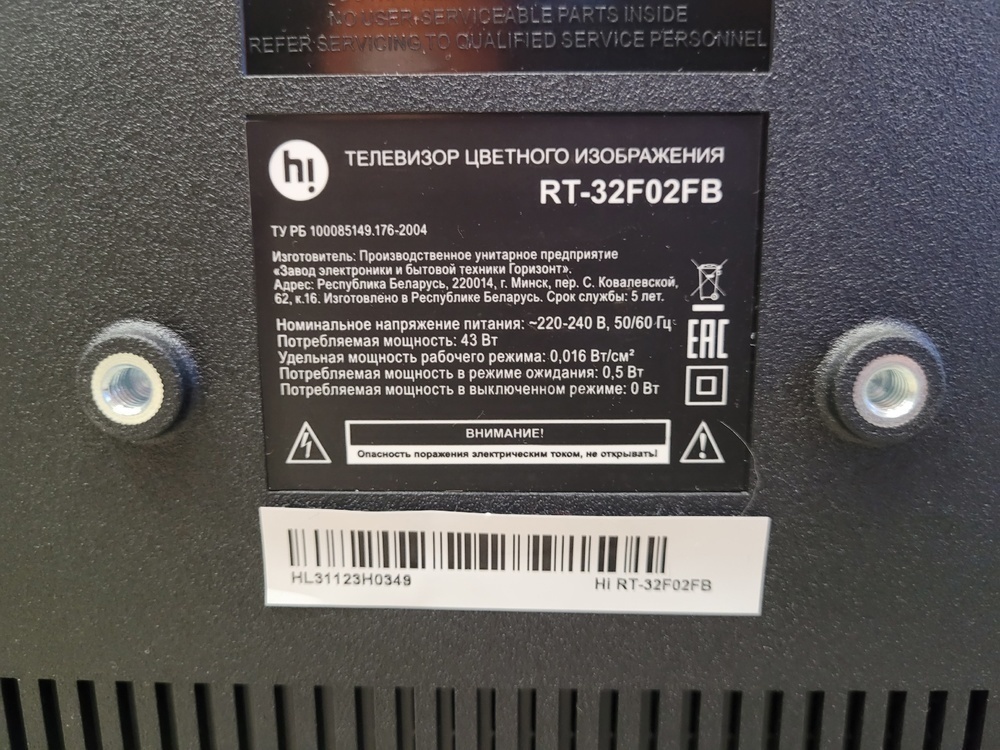 NO USER-SERVICEABLE PARTS INSIDE
REFER SERVICING TO QUALIFIED SERVICE PERSONNEL
hi
ТЕЛЕВИЗОР ЦВЕТНОГО ИЗОБРАЖЕНИЯ
RT-32F02FB
ТУ РБ 100085149.176-2004
Изготовитель: Производственное унитарное предприятие
«Завод электроники и бытовой техники Горизонт».
Адрес: Республика Беларусь, 220014, г. Минск, пер. С. Ковалевской,
62, к.16. Изготовлено в Республике Беларусь. Срок службы: 5 лет.
Номинальное напряжение питания: ~220-240 В, 50/60 Гц
Потребляемая мощность: 43 Вт
Удельная мощность рабочего режима: 0,016 Вт/см²
Потребляемая мощность в режиме ожидания: 0,5 Вт
Потребляемая мощность в выключенном режиме: 0 Вт
EAC
ВНИМАНИЕ!
Опасность поражения электрическим током, не открывать!
HL31123H0349
Hi RT-32F02FB